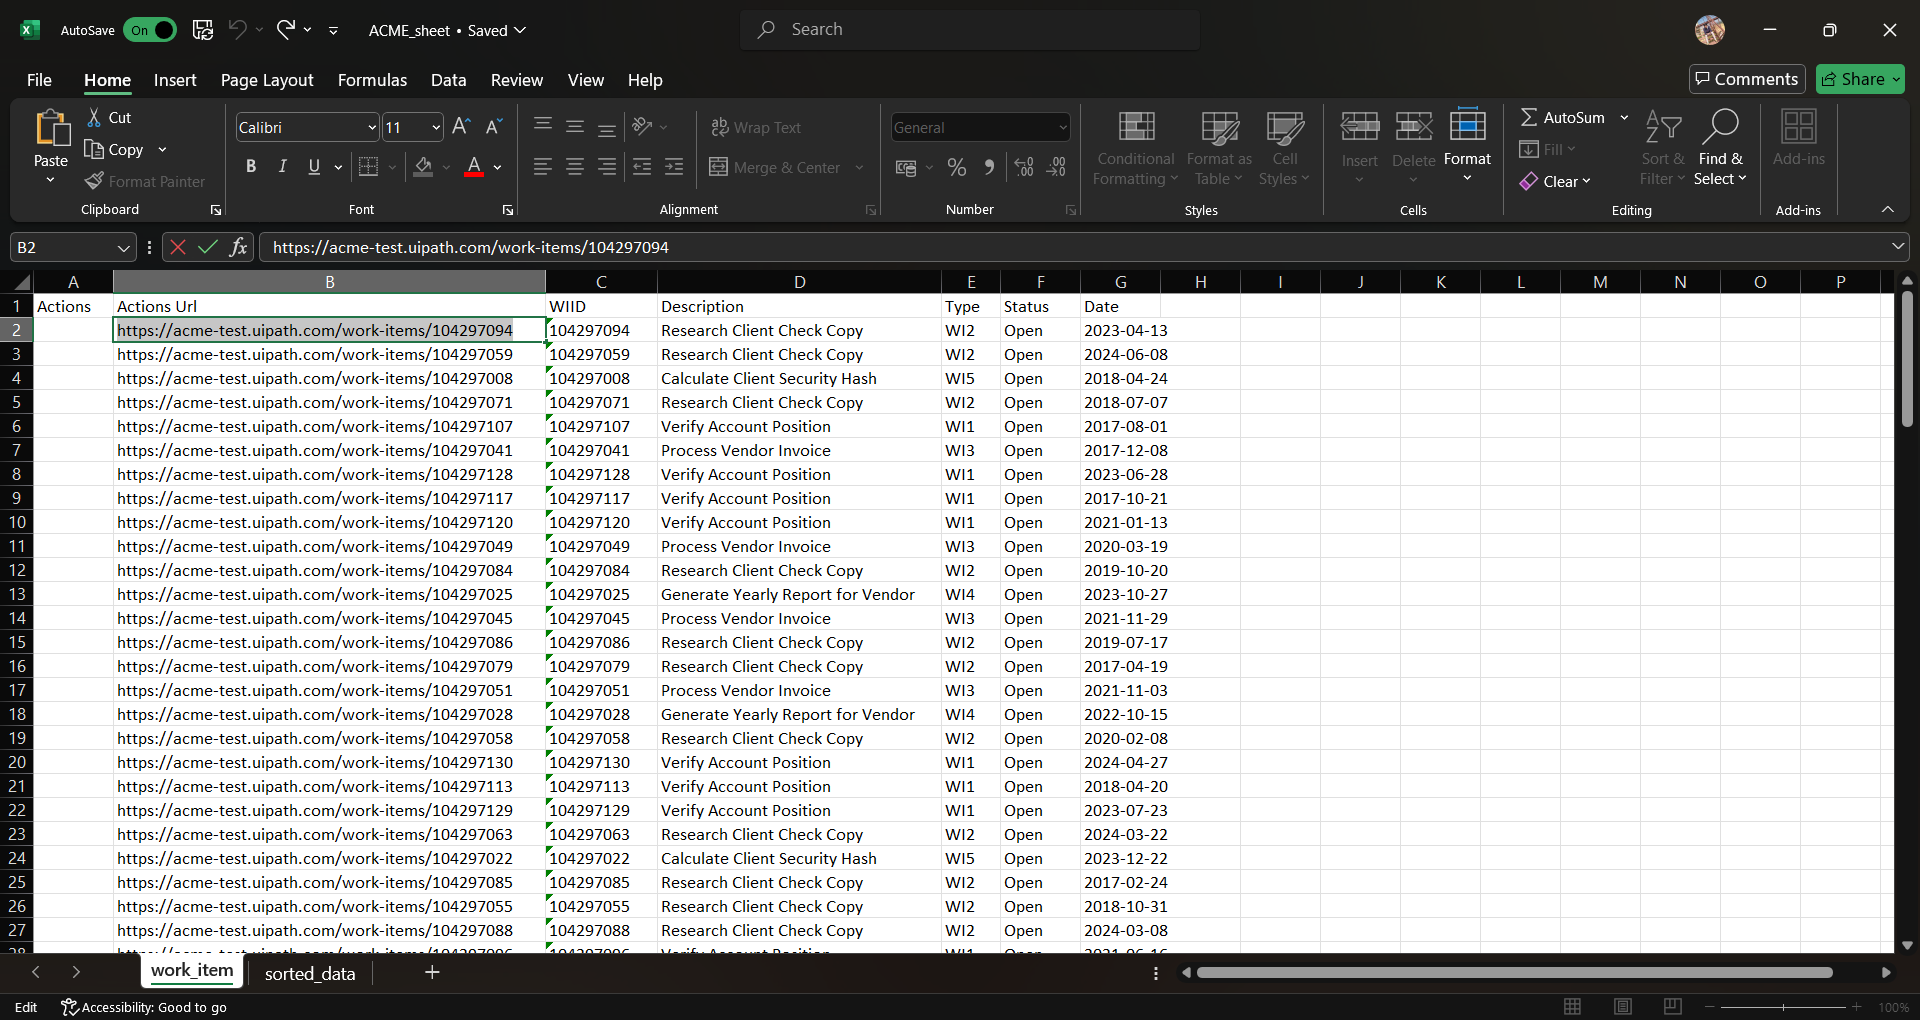 AutoSave On ACME_sheet • Saved Search
File Home Insert Page Layout Formulas Data Review View Help Comments Share
Paste Cut Copy Format Painter Clipboard
Calibri 11 B I U A Font
Wrap Text Merge & Center Alignment
General % Number
Conditional Formatting Format as Table Cell Styles Styles
Insert Delete Format Cells
AutoSum Fill Clear Sort & Filter Find & Select Editing
Add-ins Add-ins
B2 fx https://acme-test.uipath.com/work-items/104297094
A B C D E F G H I J K L M N O P
1 Actions Actions Url WIID Description Type Status Date
2 https://acme-test.uipath.com/work-items/104297094 104297094 Research Client Check Copy WI2 Open 2023-04-13
3 https://acme-test.uipath.com/work-items/104297059 104297059 Research Client Check Copy WI2 Open 2024-06-08
4 https://acme-test.uipath.com/work-items/104297008 104297008 Calculate Client Security Hash WI5 Open 2018-04-24
5 https://acme-test.uipath.com/work-items/104297071 104297071 Research Client Check Copy WI2 Open 2018-07-07
6 https://acme-test.uipath.com/work-items/104297107 104297107 Verify Account Position WI1 Open 2017-08-01
7 https://acme-test.uipath.com/work-items/104297041 104297041 Process Vendor Invoice WI3 Open 2017-12-08
8 https://acme-test.uipath.com/work-items/104297128 104297128 Verify Account Position WI1 Open 2023-06-28
9 https://acme-test.uipath.com/work-items/104297117 104297117 Verify Account Position WI1 Open 2017-10-21
10 https://acme-test.uipath.com/work-items/104297120 104297120 Verify Account Position WI1 Open 2021-01-13
11 https://acme-test.uipath.com/work-items/104297049 104297049 Process Vendor Invoice WI3 Open 2020-03-19
12 https://acme-test.uipath.com/work-items/104297084 104297084 Research Client Check Copy WI2 Open 2019-10-20
13 https://acme-test.uipath.com/work-items/104297025 104297025 Generate Yearly Report for Vendor WI4 Open 2023-10-27
14 https://acme-test.uipath.com/work-items/104297045 104297045 Process Vendor Invoice WI3 Open 2021-11-29
15 https://acme-test.uipath.com/work-items/104297086 104297086 Research Client Check Copy WI2 Open 2019-07-17
16 https://acme-test.uipath.com/work-items/104297079 104297079 Research Client Check Copy WI2 Open 2017-04-19
17 https://acme-test.uipath.com/work-items/104297051 104297051 Process Vendor Invoice WI3 Open 2021-11-03
18 https://acme-test.uipath.com/work-items/104297028 104297028 Generate Yearly Report for Vendor WI4 Open 2022-10-15
19 https://acme-test.uipath.com/work-items/104297058 104297058 Research Client Check Copy WI2 Open 2020-02-08
20 https://acme-test.uipath.com/work-items/104297130 104297130 Verify Account Position WI1 Open 2024-04-27
21 https://acme-test.uipath.com/work-items/104297113 104297113 Verify Account Position WI1 Open 2018-04-20
22 https://acme-test.uipath.com/work-items/104297129 104297129 Verify Account Position WI1 Open 2023-07-23
23 https://acme-test.uipath.com/work-items/104297063 104297063 Research Client Check Copy WI2 Open 2024-03-22
24 https://acme-test.uipath.com/work-items/104297022 104297022 Calculate Client Security Hash WI5 Open 2023-12-22
25 https://acme-test.uipath.com/work-items/104297085 104297085 Research Client Check Copy WI2 Open 2017-02-24
26 https://acme-test.uipath.com/work-items/104297055 104297055 Research Client Check Copy WI2 Open 2018-10-31
27 https://acme-test.uipath.com/work-items/104297088 104297088 Research Client Check Copy WI2 Open 2024-03-08
work_item sorted_data
Edit Accessibility: Good to go 100%